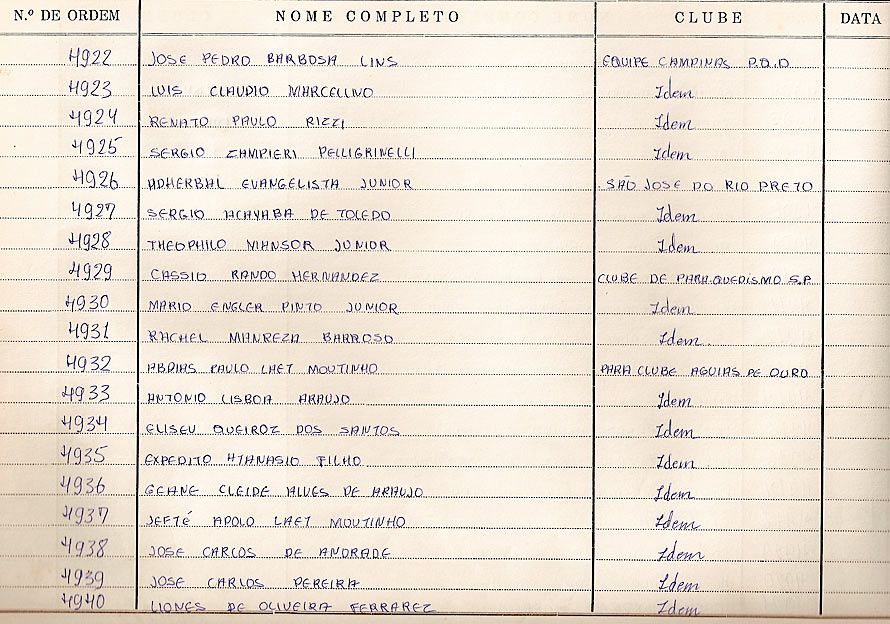 N.º DE ORDEM NOME COMPLETO CLUBE DATA
4922 JOSE PEDRO BARBOSA LINS EQUIPE CAMPINAS P.Q.D
4923 LUIS CLAUDIO MARCELLINO Idem
4924 RENATO PAULO RIZZI Idem
4925 SERGIO ZAMPIERI PELLIGRINELLI Idem
4926 ADHERBAL EVANGELISTA JUNIOR SÃO JOSE DO RIO PRETO
4927 SERGIO ACAYABA DE TOLEDO Idem
4928 THEOPHILO MANSOR JUNIOR Idem
4929 CASSIO RANDO HERNANDEZ CLUBE DE PARA-QUEDISMO S.P.
4930 MARIO ENGLER PINTO JUNIOR Idem
4931 RACHEL MANREZA BARROSO Idem
4932 ABDIAS PAULO LAET MOUTINHO PARA CLUBE AGUIAS DE OURO
4933 ANTONIO LISBOA ARAUJO Idem
4934 ELISEU QUEIROZ DOS SANTOS Idem
4935 EXPEDITO ATANASIO FILHO Idem
4936 GEANE CLEIDE ALVES DE ARAUJO Idem
4937 JEFTÉ APOLO LAET MOUTINHO Idem
4938 JOSE CARLOS DE ANDRADE Idem
4939 JOSE CARLOS PEREIRA Idem
4940 LIONES DE OLIVEIRA FERRAREZ Idem